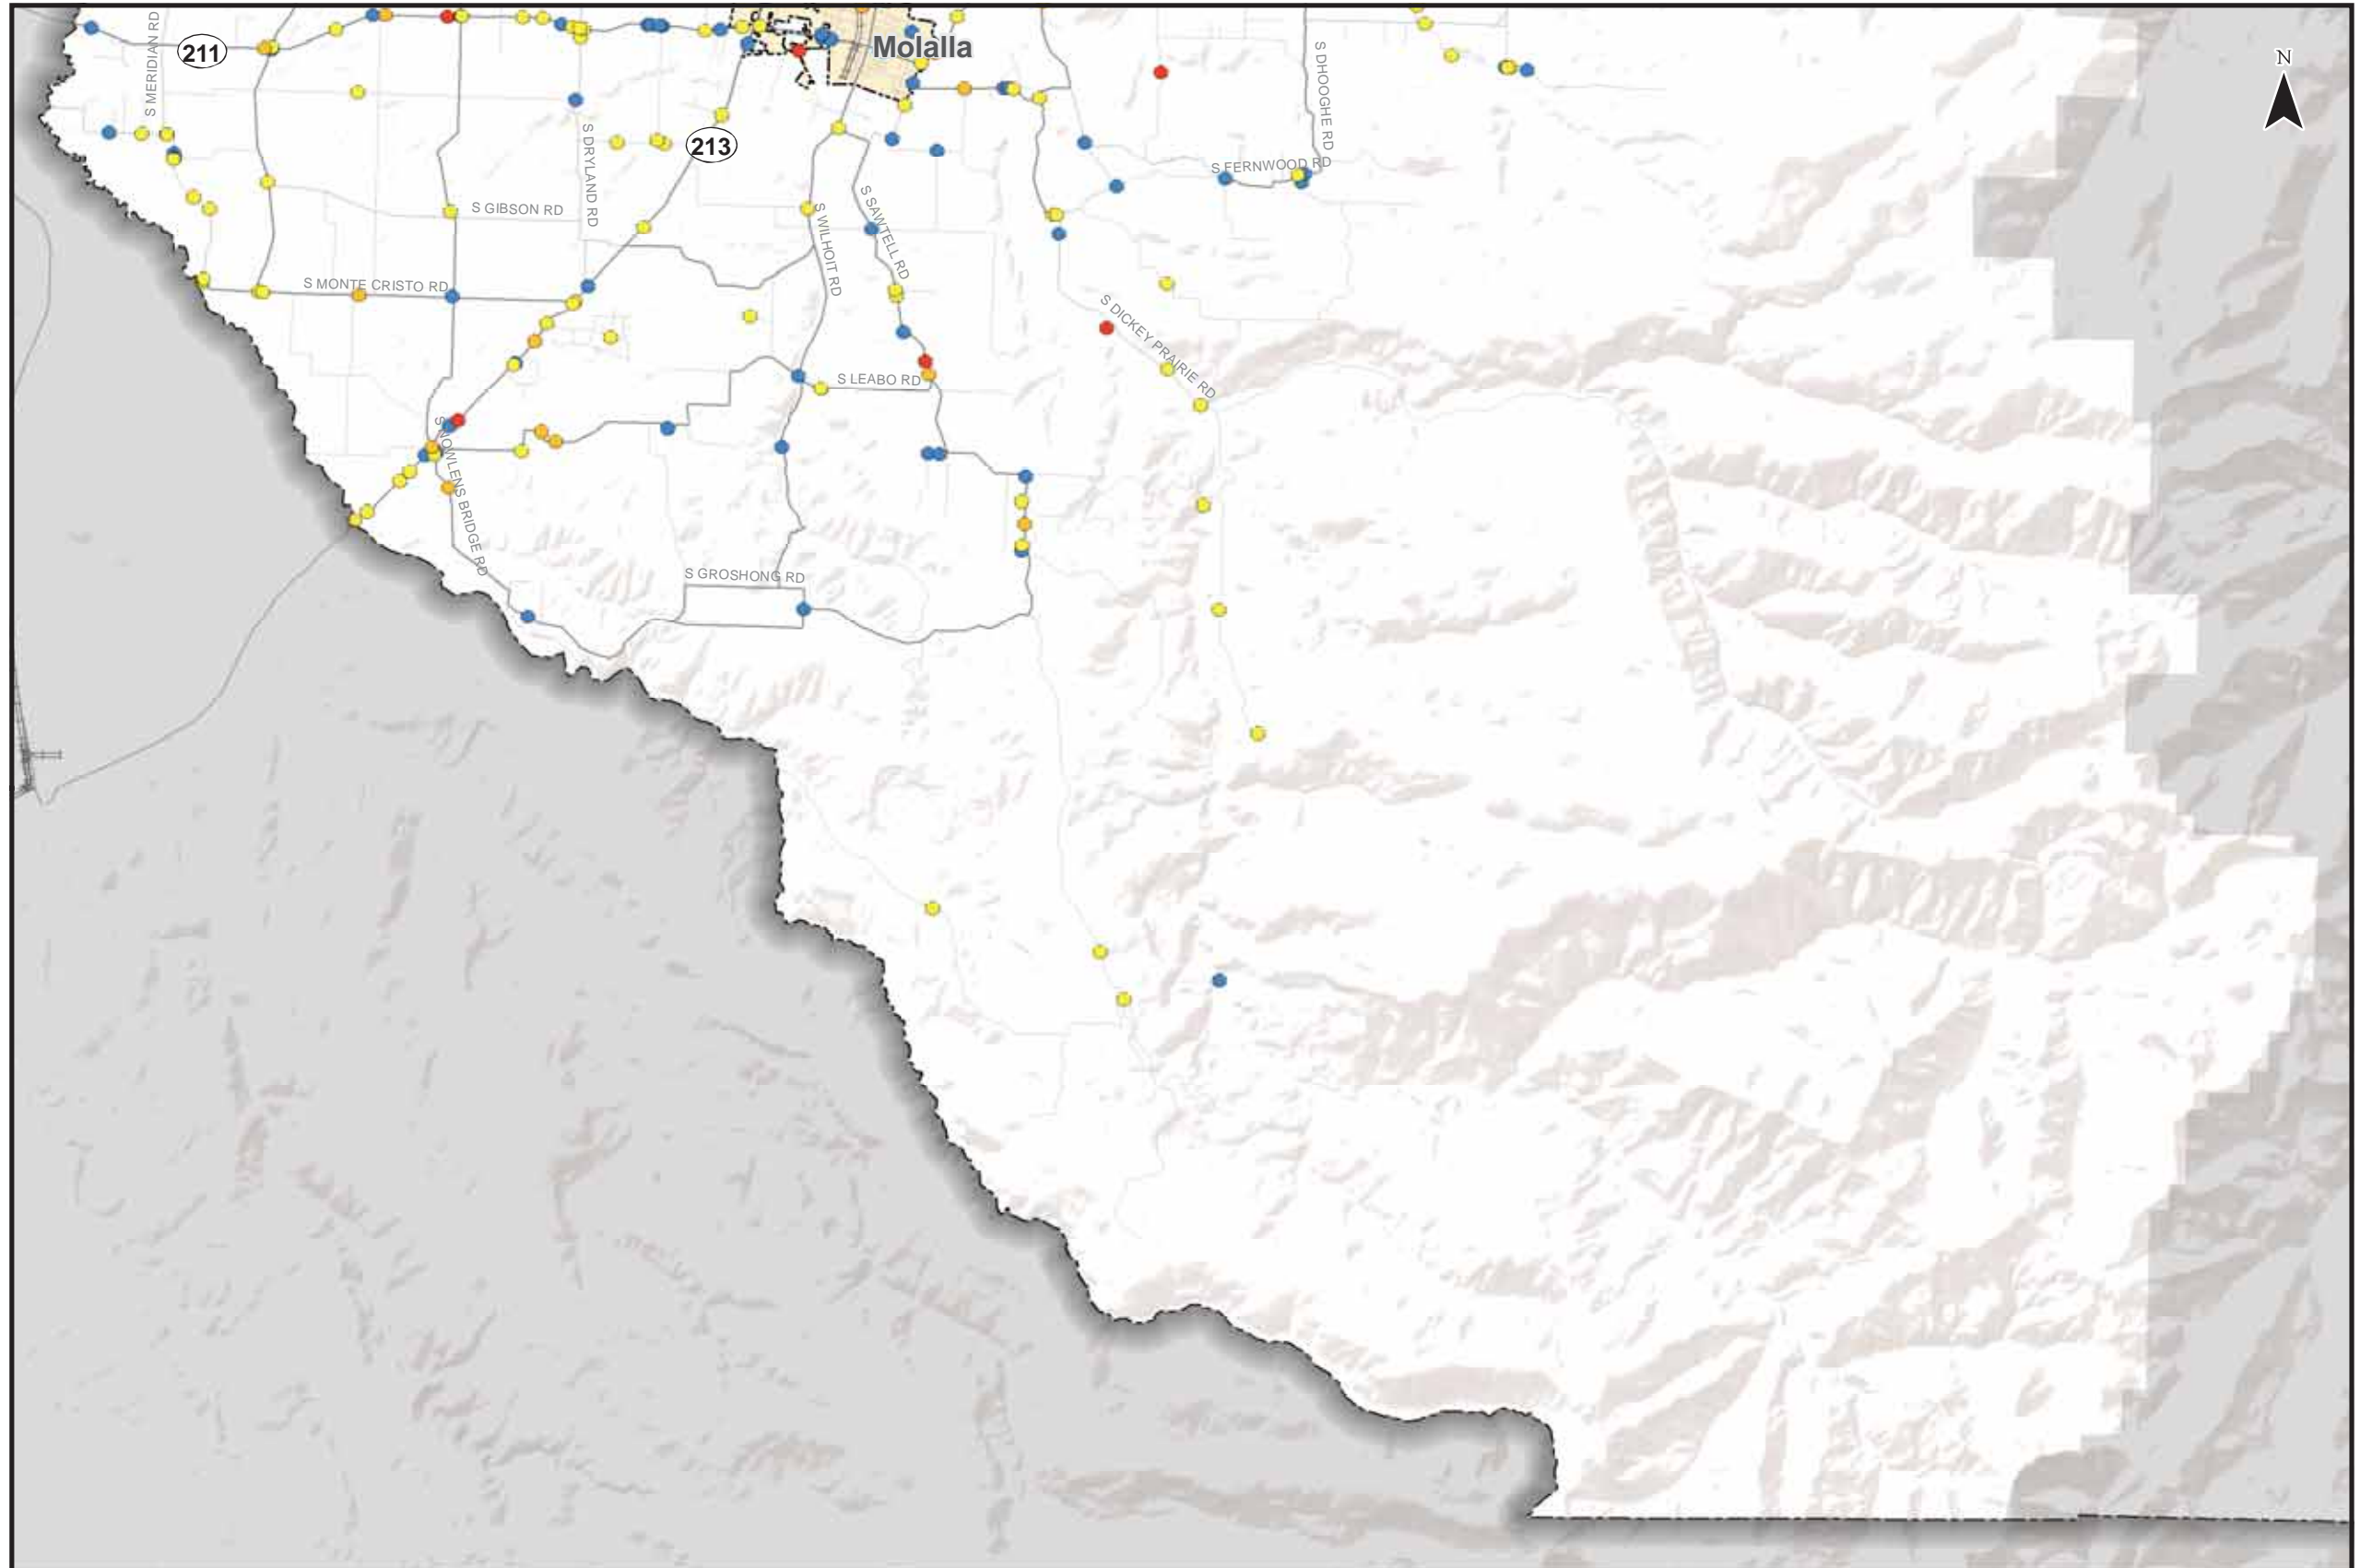 S MERIDIAN RD
211
Molalla
S DHOOGHE RD
N
S DRYLAND RD
213
S FERNWOOD RD
S GIBSON RD
S WILHOIT RD
S SAWTELL RD
S MONTE CRISTO RD
S DICKEY PRAIRIE RD
S LEABO RD
S NOWLENS BRIDGE RD
S GROSHONG RD